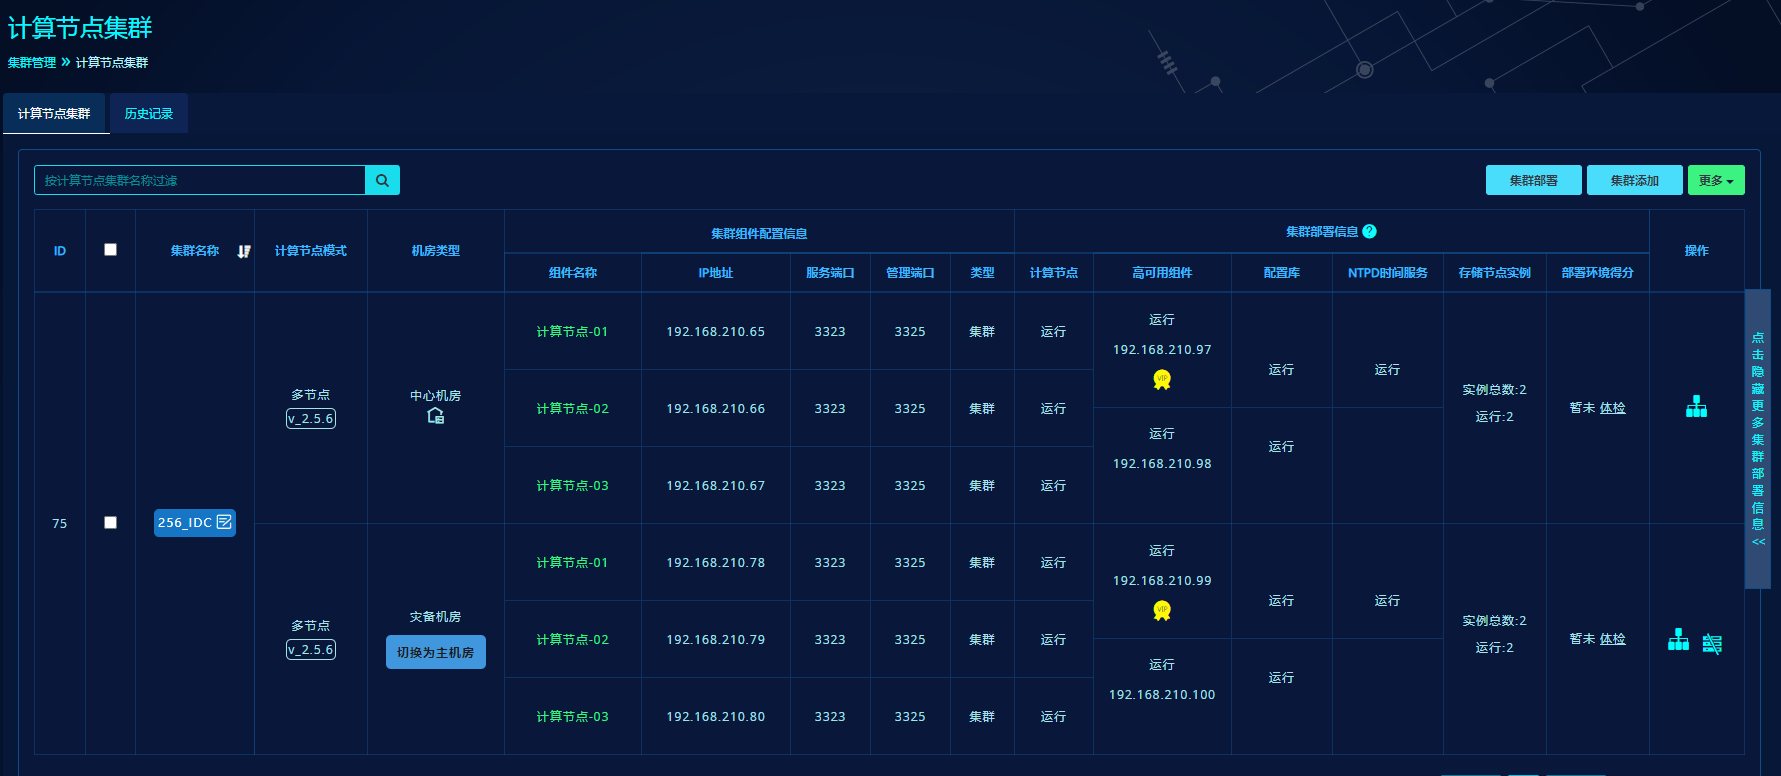 计算节点集群
集群管理 » 计算节点集群
计算节点集群 历史记录
按计算节点集群名称过滤
集群部署 集群添加 更多
ID 集群名称 计算节点模式 机房类型 集群组件配置信息 集群部署信息 ? 操作
组件名称 IP地址 服务端口 管理端口 类型 计算节点 高可用组件 配置库 NTPD时间服务 存储节点实例 部署环境得分
75 256_IDC
多节点
v_2.5.6
中心机房
计算节点-01 192.168.210.65 3323 3325 集群 运行
计算节点-02 192.168.210.66 3323 3325 集群 运行
计算节点-03 192.168.210.67 3323 3325 集群 运行
运行
192.168.210.97
VIP
运行
192.168.210.98
运行
运行
运行
实例总数:2
运行:2
暂未 体检
多节点
v_2.5.6
灾备机房
切换为主机房
计算节点-01 192.168.210.78 3323 3325 集群 运行
计算节点-02 192.168.210.79 3323 3325 集群 运行
计算节点-03 192.168.210.80 3323 3325 集群 运行
运行
192.168.210.99
VIP
运行
192.168.210.100
运行
运行
运行
实例总数:2
运行:2
暂未 体检
点击隐藏更多集群部署信息 <<